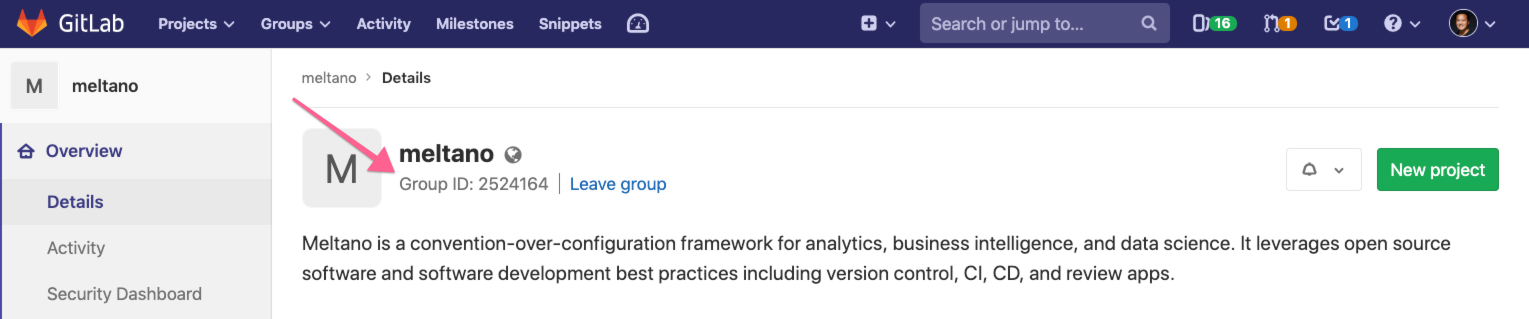 GitLab Projects Groups Activity Milestones Snippets Search or jump to... 16 1 1
M meltano
meltano > Details
Overview
M
meltano
Group ID: 2524164 Leave group
New project
Details
Activity
Security Dashboard
Meltano is a convention-over-configuration framework for analytics, business intelligence, and data science. It leverages open source
software and software development best practices including version control, CI, CD, and review apps.